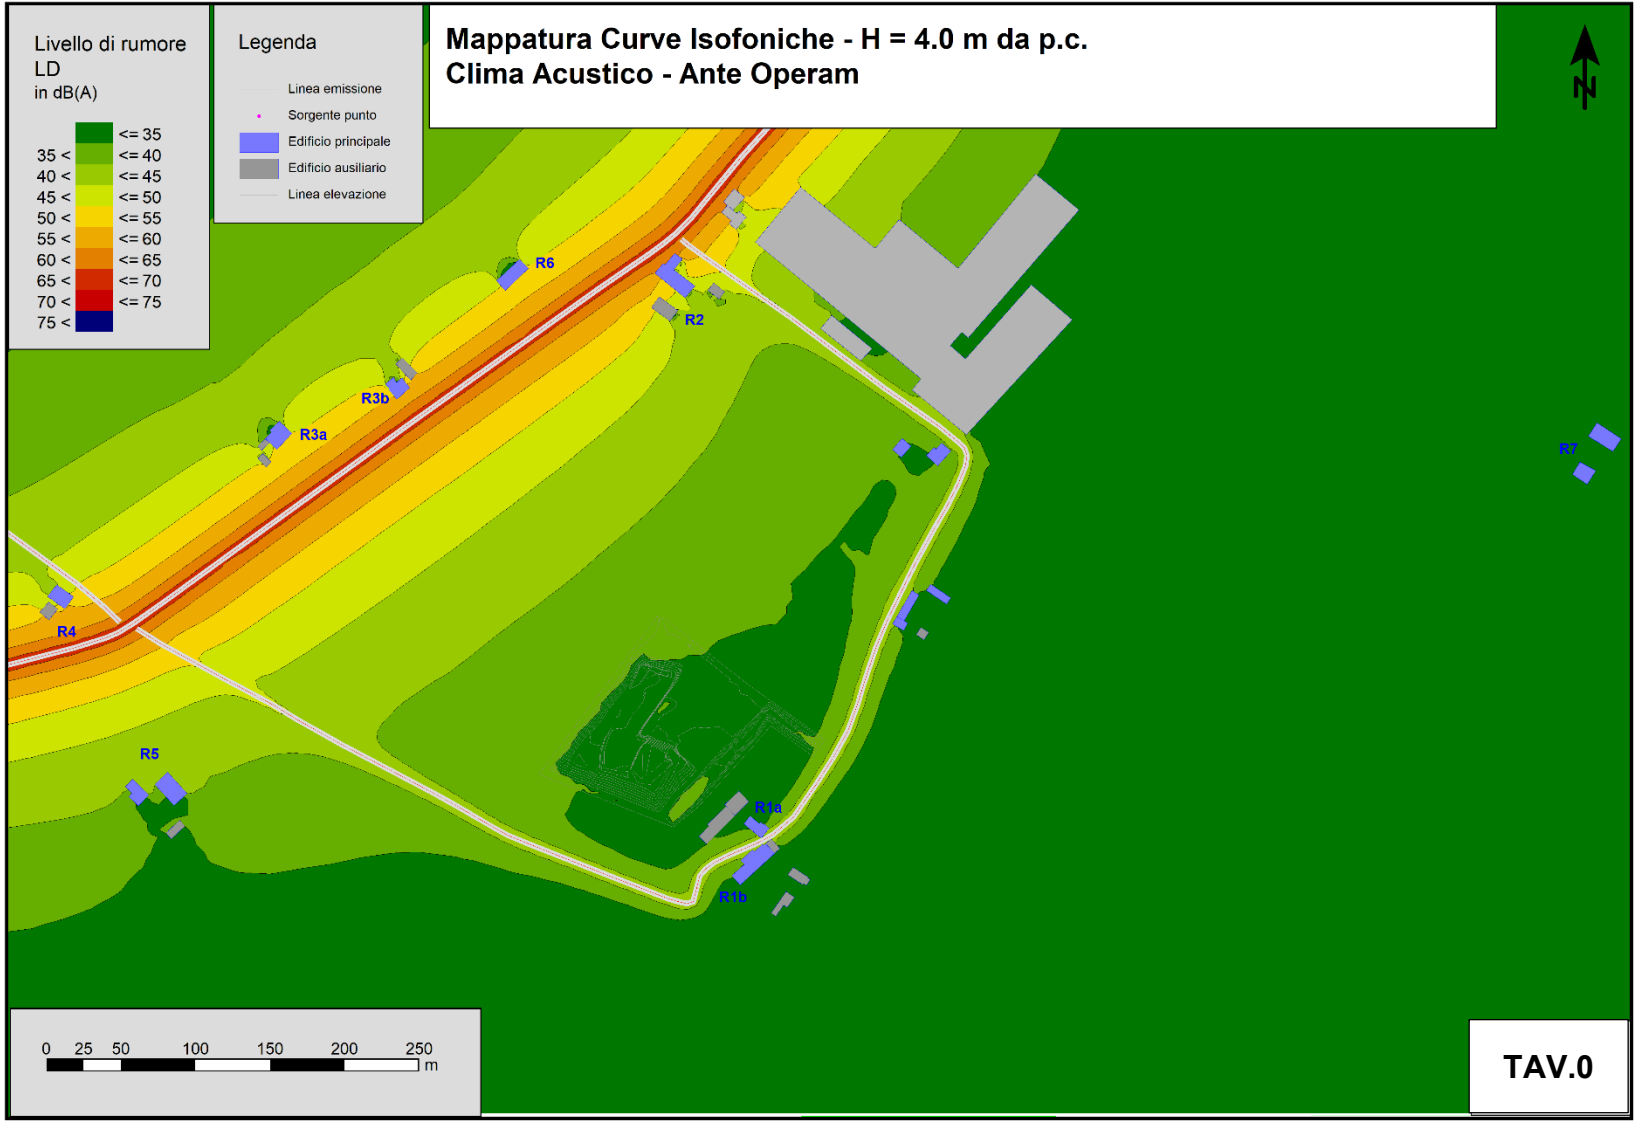 Livello di rumore
LD
in dB(A)
<= 35
35 < <= 40
40 < <= 45
45 < <= 50
50 < <= 55
55 < <= 60
60 < <= 65
65 < <= 70
70 < <= 75
75 <
Legenda
Linea emissione
Sorgente punto
Edificio principale
Edificio ausiliario
Linea elevazione
Mappatura Curve Isofoniche - H = 4.0 m da p.c.
Clima Acustico - Ante Operam
N
R6
R2
R3b
R3a
R7
R4
R5
R1a
R1b
0 25 50 100 150 200 250
m
TAV.0